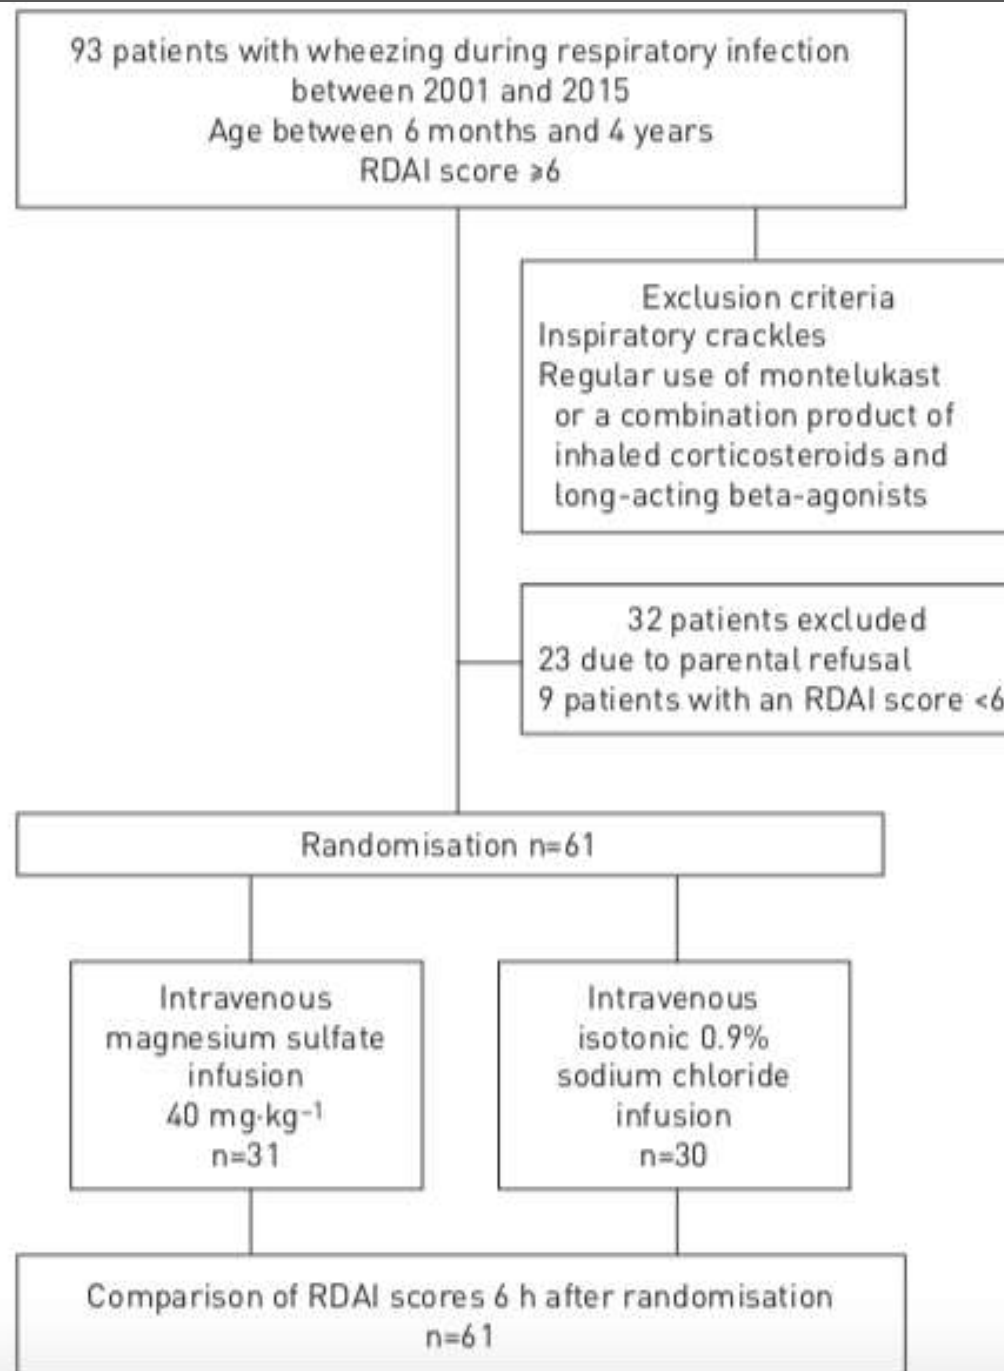 93 patients with wheezing during respiratory infection
between 2001 and 2015
Age between 6 months and 4 years
RDAI score ⩾6
Exclusion criteria
Inspiratory crackles
Regular use of montelukast
or a combination product of
inhaled corticosteroids and
long-acting beta-agonists
32 patients excluded
23 due to parental refusal
9 patients with an RDAI score <6
Randomisation n=61
Intravenous
magnesium sulfate
infusion
40 mg·kg⁻¹
n=31
Intravenous
isotonic 0.9%
sodium chloride
infusion
n=30
Comparison of RDAI scores 6 h after randomisation
n=61